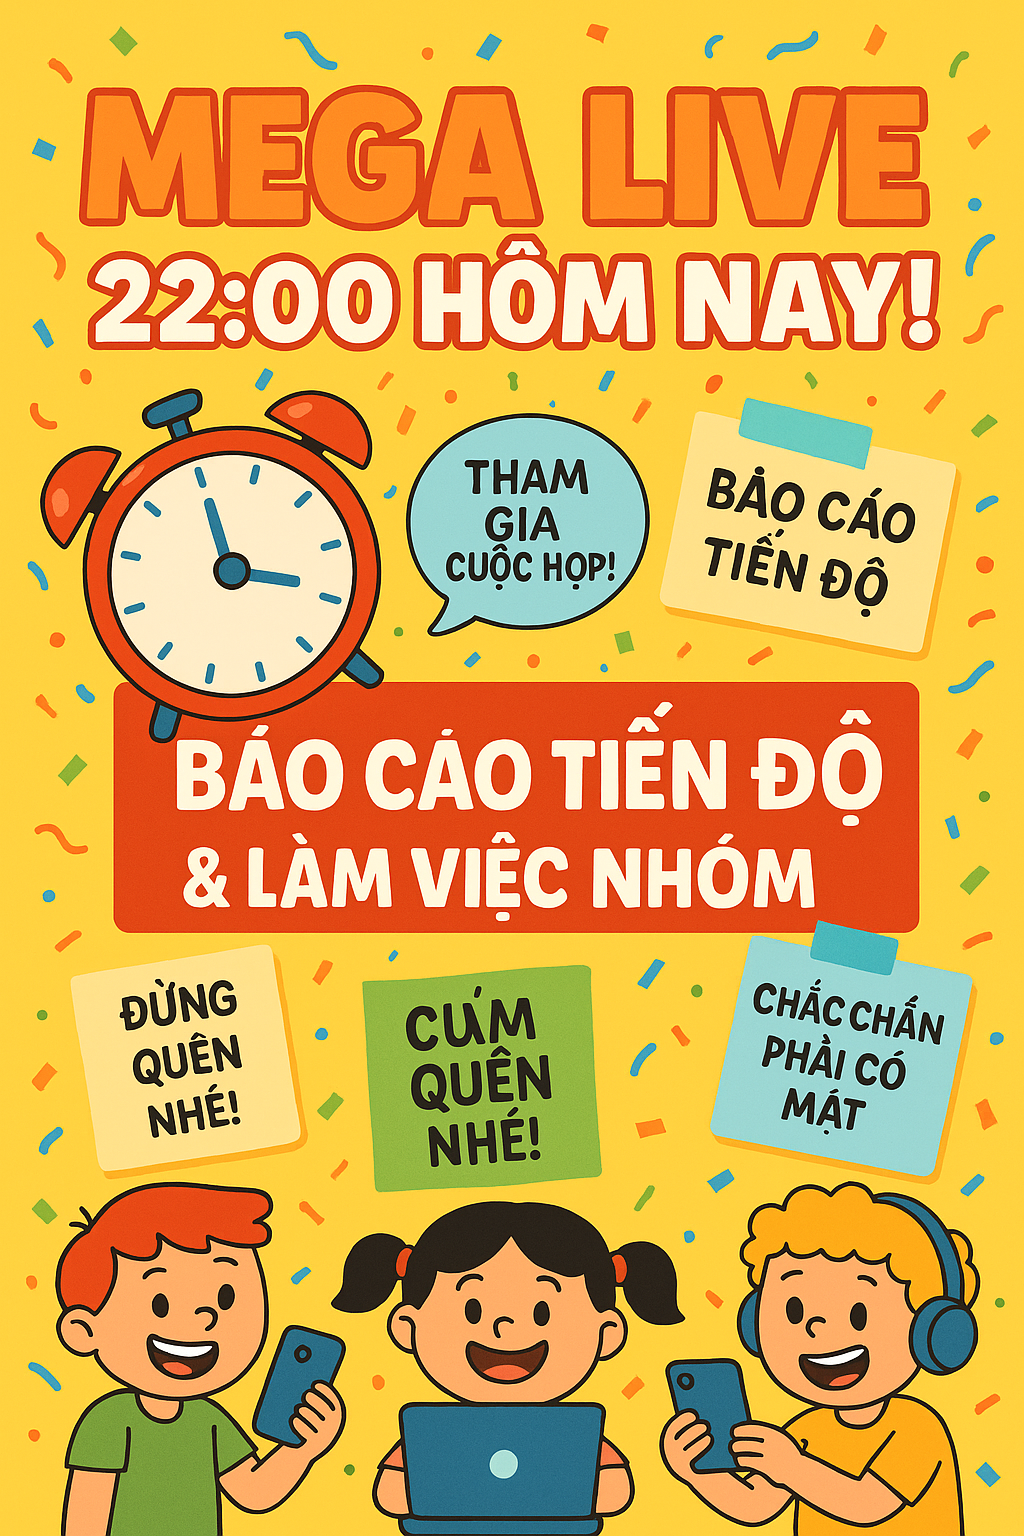 MEGA LIVE
22:00 HÔM NAY!
THAM
GIA
CUỘC HỌP!
BẢO CÁO
TIẾN ĐỘ
BÁO CÁO TIẾN ĐỘ
& LÀM VIỆC NHÓM
ĐỪNG
QUÊN
NHÉ!
CÚM
QUÊN
NHÉ!
CHẮC CHẮN
PHẢI CÓ
MẶT